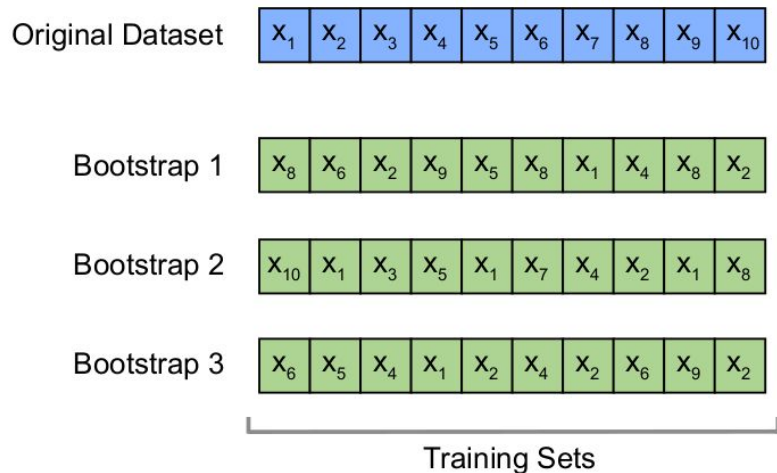 Original Dataset x₁ x₂ x₃ x₄ x₅ x₆ x₇ x₈ x₉ x₁₀
Bootstrap 1 x₈ x₆ x₂ x₉ x₅ x₈ x₁ x₄ x₈ x₂
Bootstrap 2 x₁₀ x₁ x₃ x₅ x₁ x₇ x₄ x₂ x₁ x₈
Bootstrap 3 x₆ x₅ x₄ x₁ x₂ x₄ x₂ x₆ x₉ x₂
Training Sets